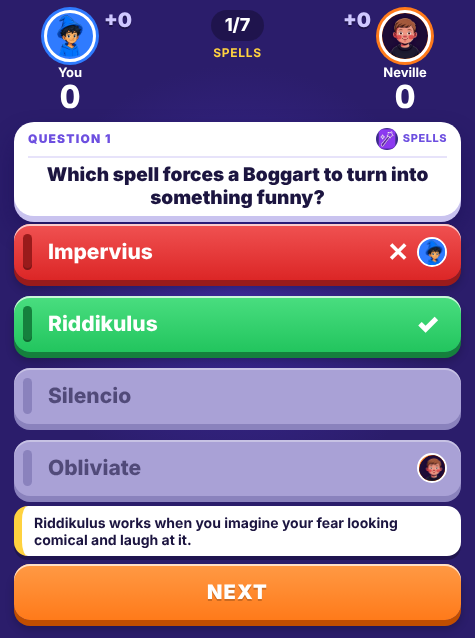 +0
1/7
+0
SPELLS
You
Neville
0
0
QUESTION 1
SPELLS
Which spell forces a Boggart to turn into
something funny?
Impervius
Riddikulus
Silencio
Obliviate
Riddikulus works when you imagine your fear looking
comical and laugh at it.
NEXT